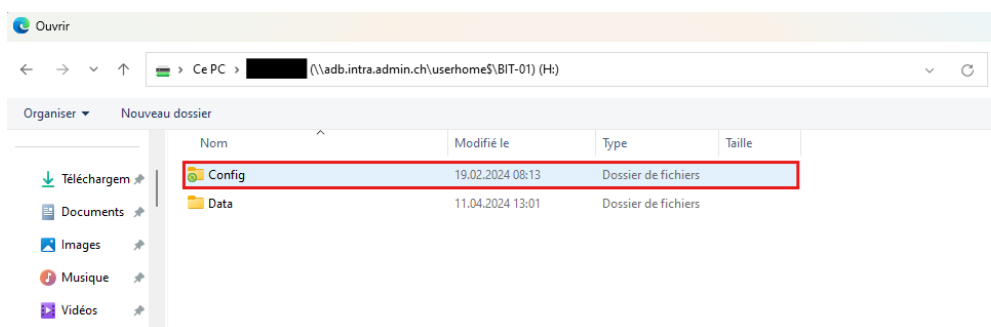 Ouvrir
Ce PC > (\\adb.intra.admin.ch\userhome$\BIT-01) (H:)
Organiser Nouveau dossier
Nom Modifié le Type Taille
Config 19.02.2024 08:13 Dossier de fichiers
Data 11.04.2024 13:01 Dossier de fichiers
Téléchargem
Documents
Images
Musique
Vidéos